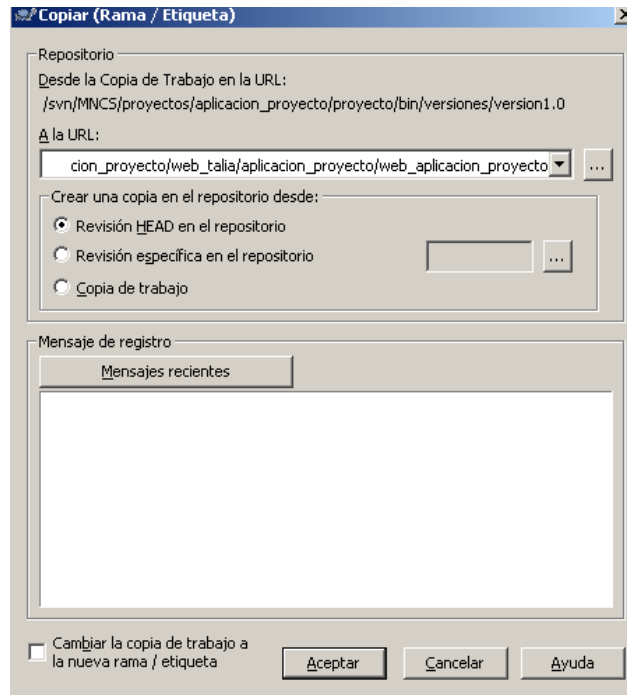 Copiar (Rama / Etiqueta)
Repositorio
Desde la Copia de Trabajo en la URL:
/svn/MNCS/proyectos/aplicacion_proyecto/proyecto/bin/versiones/version1.0
A la URL:
cion_proyecto/web_talia/aplicacion_proyecto/web_aplicacion_proyecto
...
Crear una copia en el repositorio desde:
Revisión HEAD en el repositorio
Revisión específica en el repositorio
...
Copia de trabajo
Mensaje de registro
Mensajes recientes
Cambiar la copia de trabajo a
la nueva rama / etiqueta
Aceptar
Cancelar
Ayuda